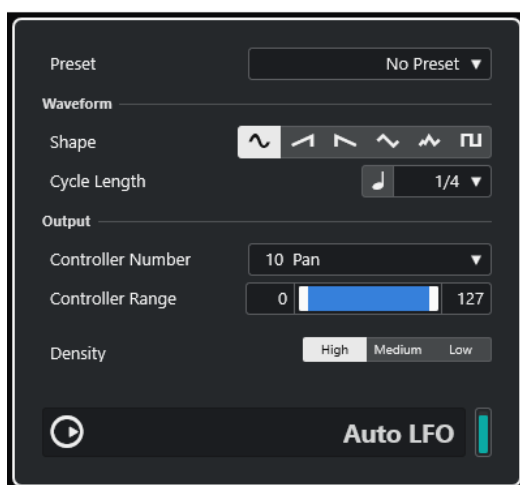 Preset No Preset
Waveform
Shape
Cycle Length 1/4
Output
Controller Number 10 Pan
Controller Range 0 127
Density High Medium Low
Auto LFO